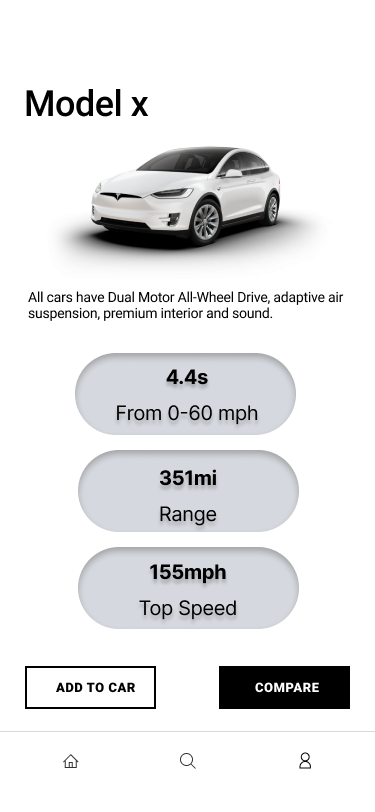 Model x
All cars have Dual Motor All-Wheel Drive, adaptive air
suspension, premium interior and sound.
4.4s
From 0-60 mph
351mi
Range
155mph
Top Speed
ADD TO CAR
COMPARE